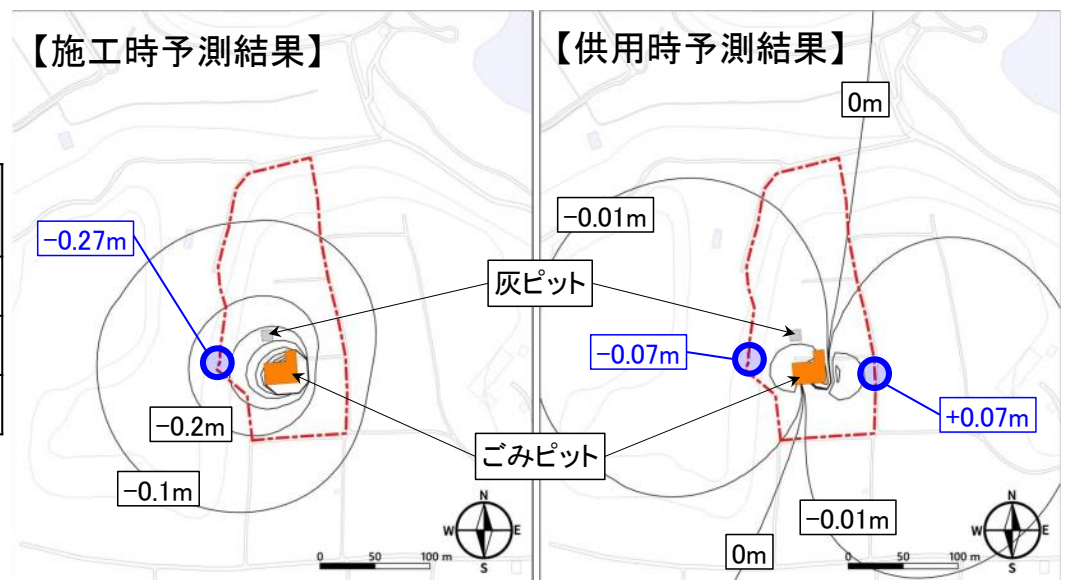 【施工時予測結果】
-0.27m
-0.2m
-0.1m
灰ピット
ごみピット
N
W
E
S
0
50
100 m
【供用時予測結果】
0m
-0.01m
-0.07m
+0.07m
-0.01m
0m
N
W
E
S
0
50
100 m